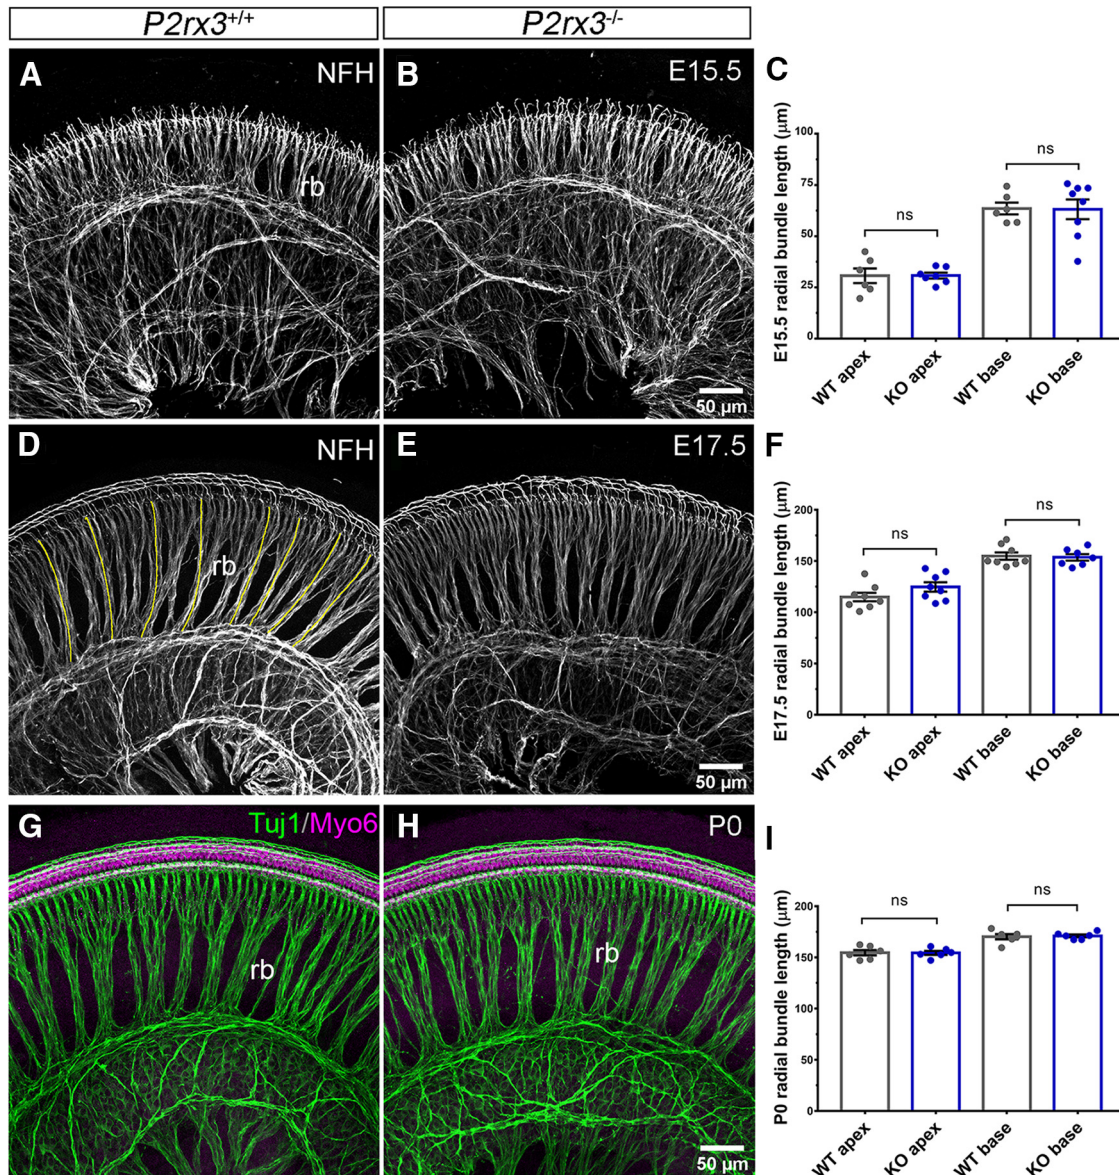 P2rx3+/+
P2rx3-/-
A
NFH
rb
B
E15.5
50 µm
C
E15.5 radial bundle length (µm)
100
75
50
25
0
ns
ns
WT apex
KO apex
WT base
KO base
D
NFH
rb
E
E17.5
50 µm
F
E17.5 radial bundle length (µm)
200
150
100
50
0
ns
ns
WT apex
KO apex
WT base
KO base
G
Tuj1/Myo6
rb
H
P0
rb
50 µm
I
P0 radial bundle length (µm)
200
150
100
50
0
ns
ns
WT apex
KO apex
WT base
KO base